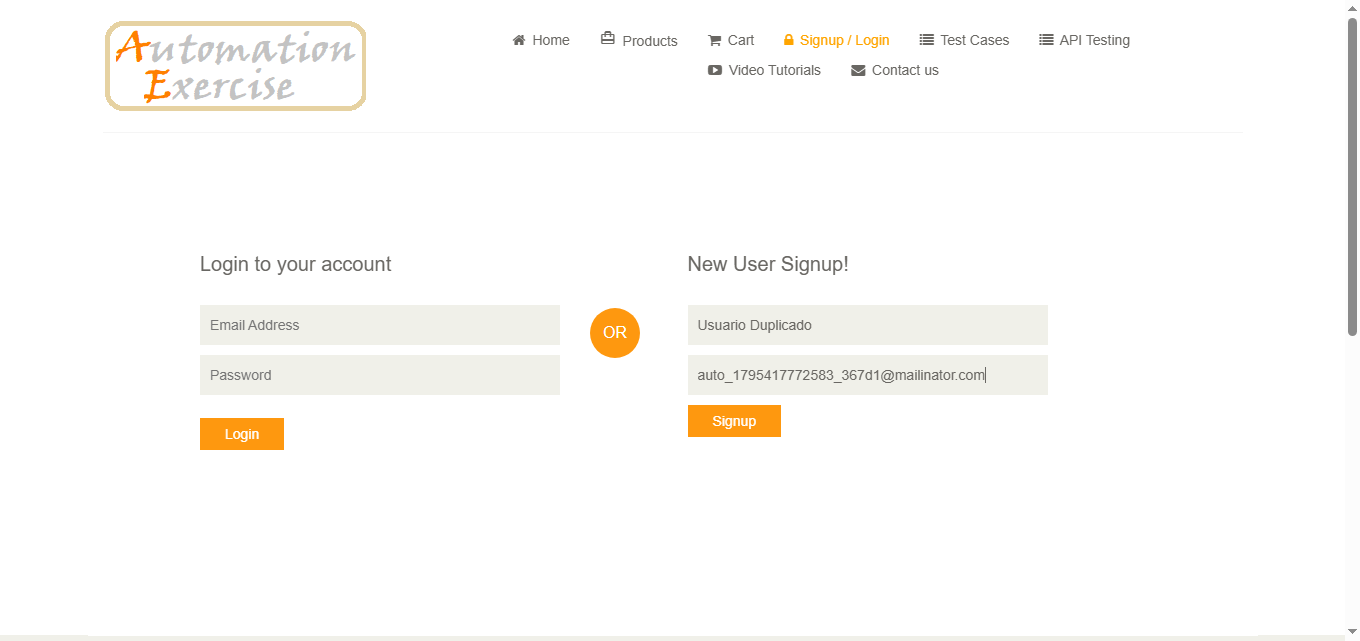 Automation
Exercise
Home Products Cart Signup / Login Test Cases API Testing
Video Tutorials Contact us
Login to your account
Email Address
Password
Login
OR
New User Signup!
Usuario Duplicado
auto_1795417772583_367d1@mailinator.com
Signup